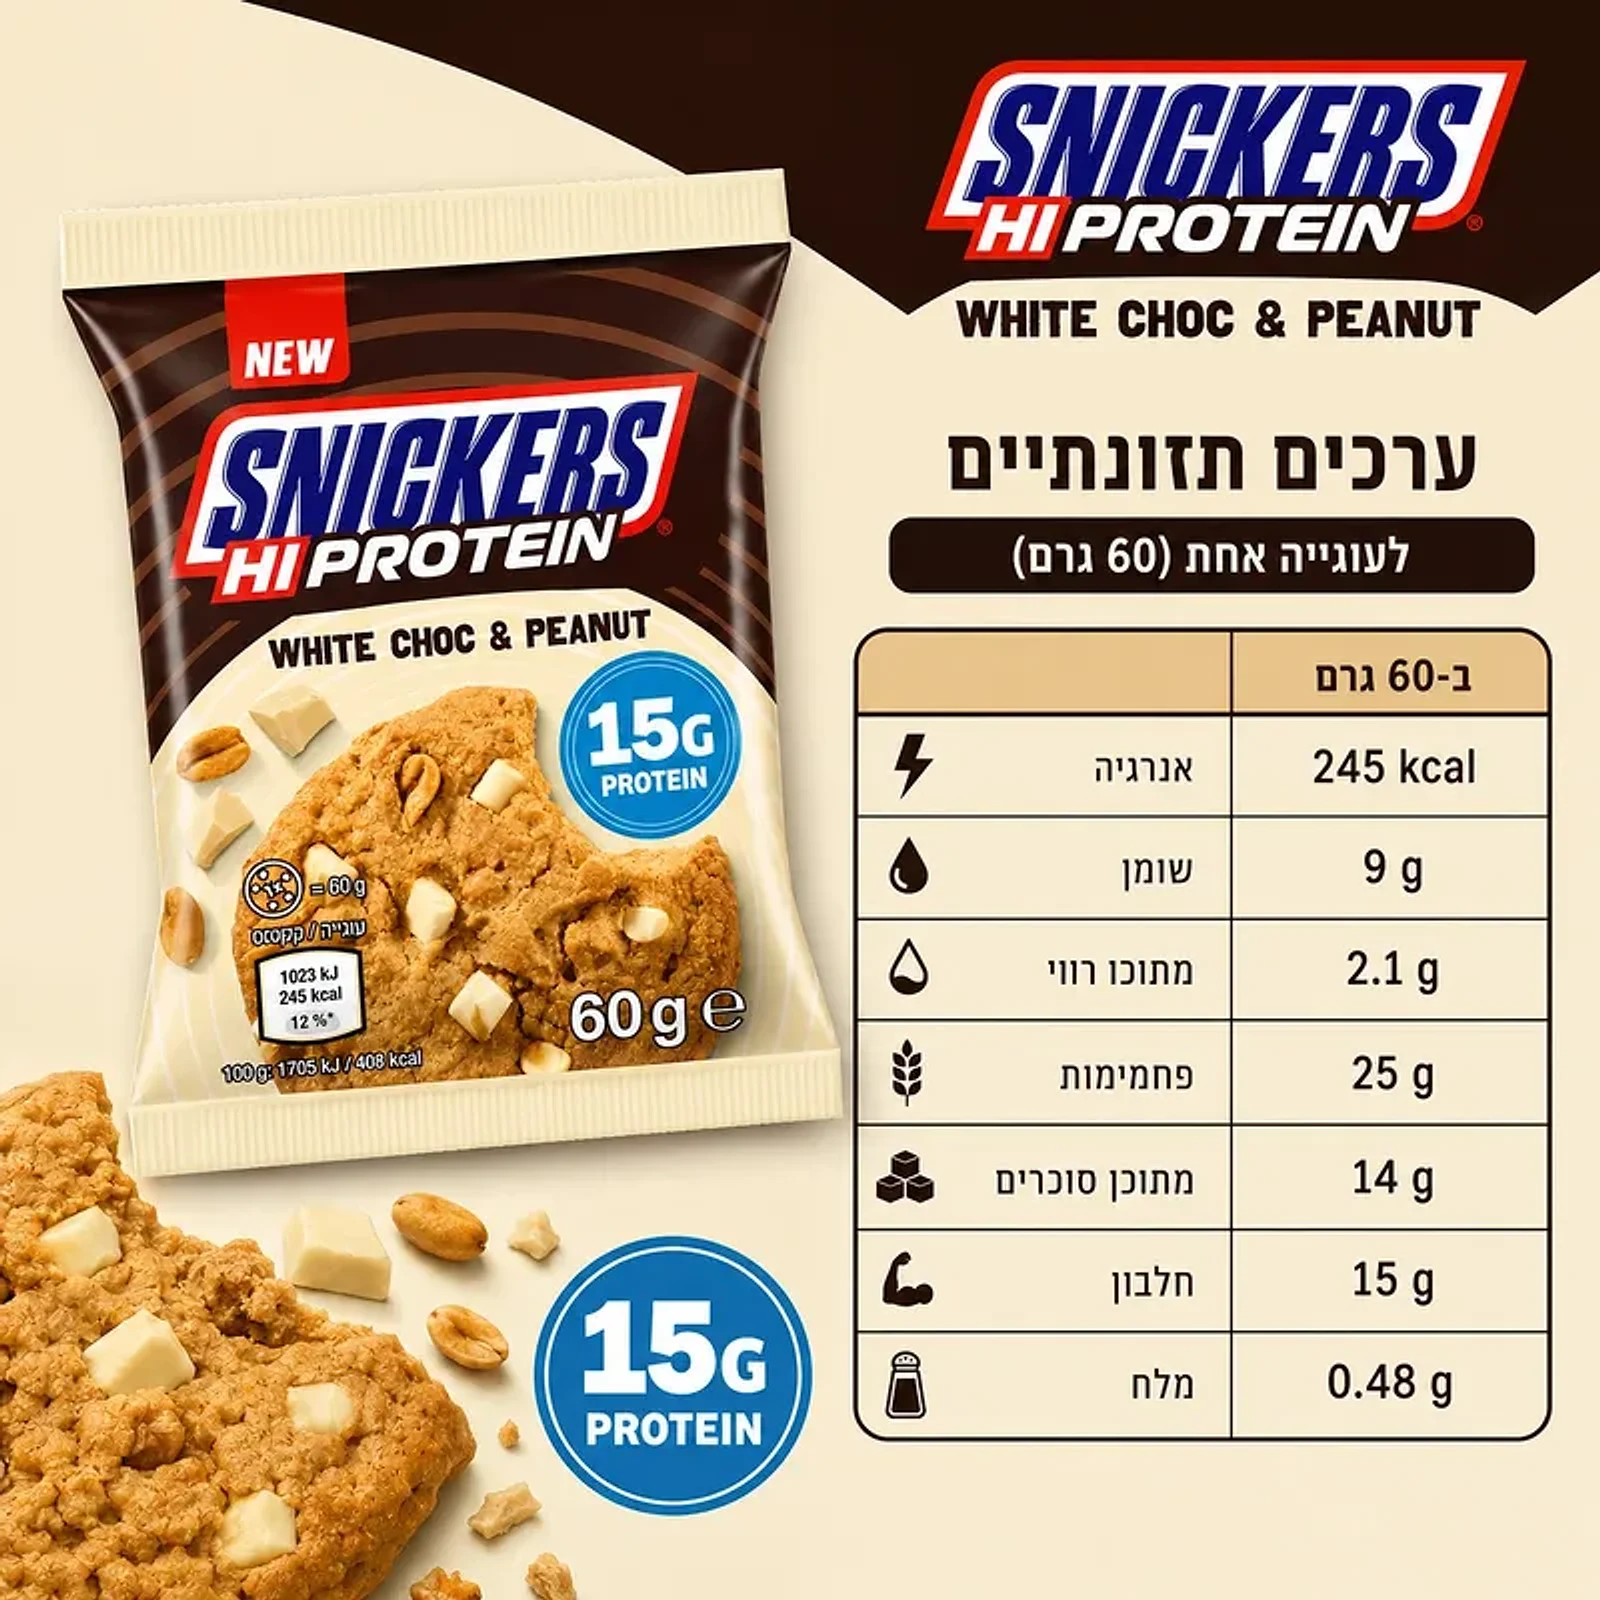 NEW
SNICKERS
HI PROTEIN
WHITE CHOC & PEANUT
15G
PROTEIN
1x = 60 g
עוגייה / קקוסס
1023 kJ
245 kcal
12 %*
100 g: 1705 kJ / 408 kcal
60 g e
15G
PROTEIN
SNICKERS®
HI PROTEIN
WHITE CHOC & PEANUT
ערכים תזונתיים
לעוגייה אחת (60 גרם)
ב-60 גרם
אנרגיה 245 kcal
שומן 9 g
מתוכו רווי 2.1 g
פחמימות 25 g
מתוכן סוכרים 14 g
חלבון 15 g
מלח 0.48 g